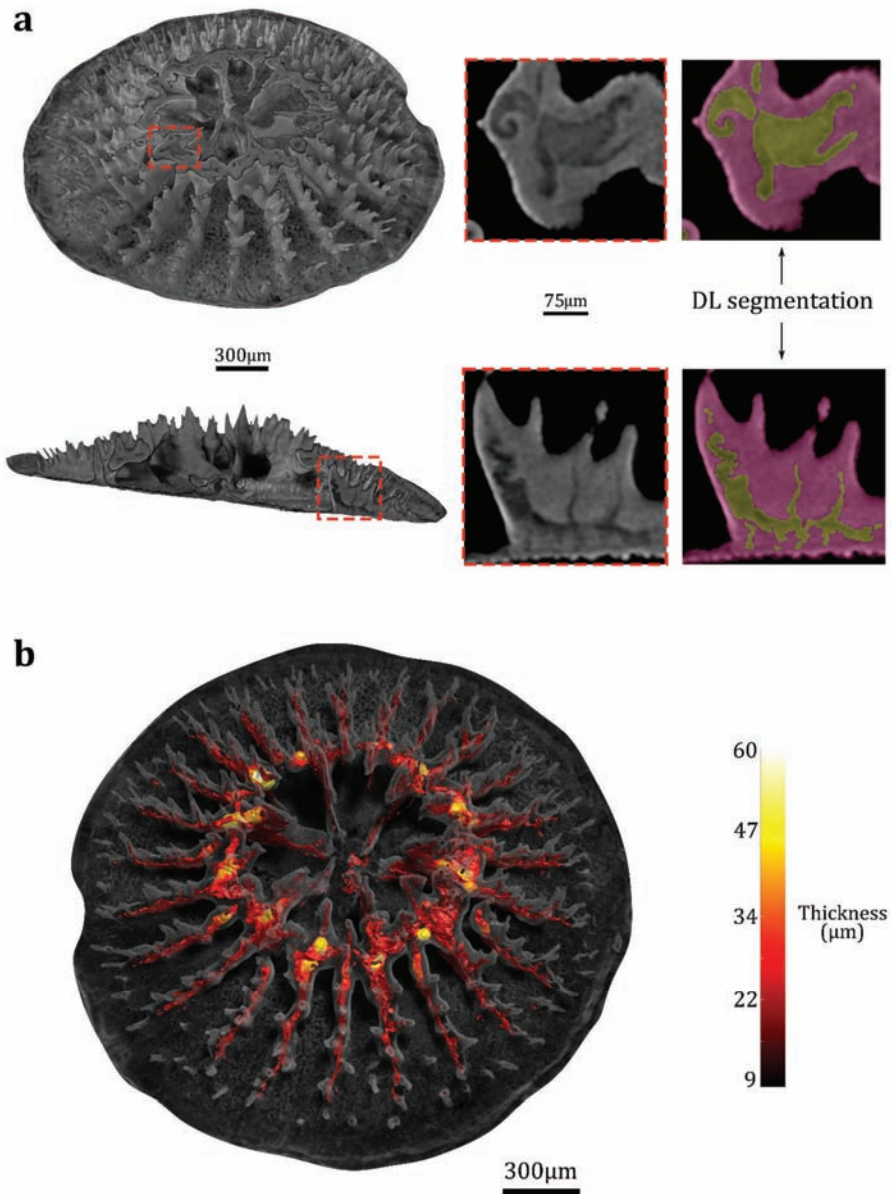 a
75µm
DL segmentation
300µm
b
60
47
34
Thickness
(µm)
22
9
300µm